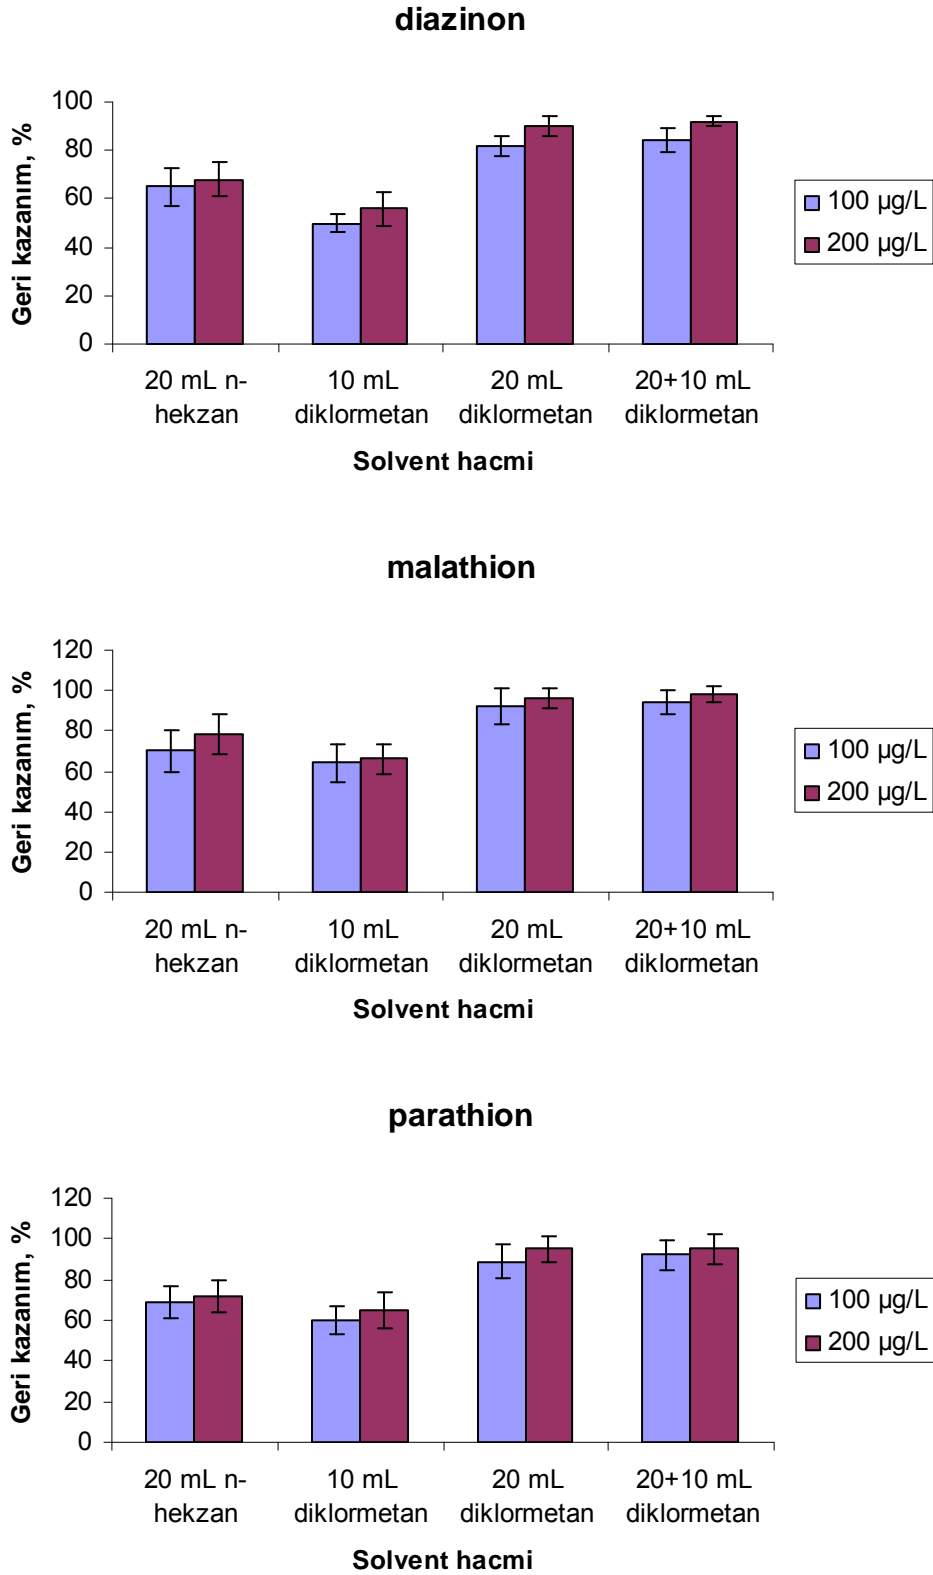 diazinon
Geri kazanım, %
100
80
60
40
20
0
20 mL n-
hekzan
10 mL
diklormetan
20 mL
diklormetan
20+10 mL
diklormetan
Solvent hacmi
100 µg/L
200 µg/L
malathion
Geri kazanım, %
120
100
80
60
40
20
0
20 mL n-
hekzan
10 mL
diklormetan
20 mL
diklormetan
20+10 mL
diklormetan
Solvent hacmi
100 µg/L
200 µg/L
parathion
Geri kazanım, %
120
100
80
60
40
20
0
20 mL n-
hekzan
10 mL
diklormetan
20 mL
diklormetan
20+10 mL
diklormetan
Solvent hacmi
100 µg/L
200 µg/L